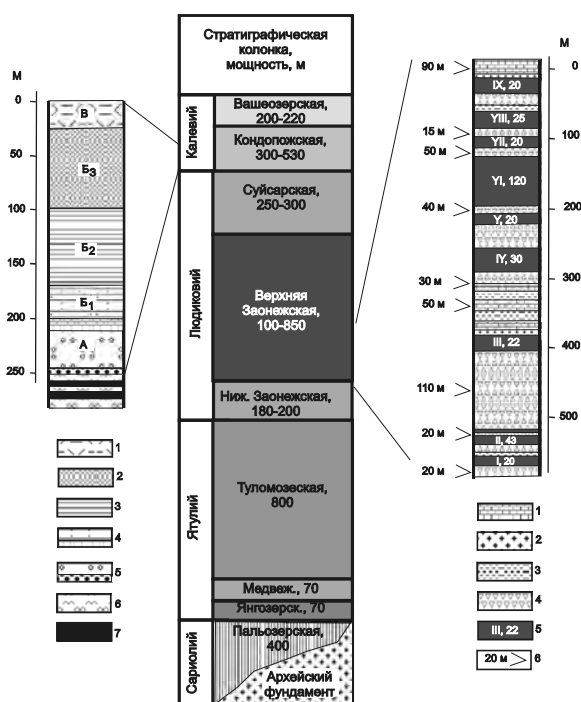 Стратиграфическая
колонка,
мощность, м
Калевий
Вашеозерская,
200-220
Кондопожская
300-530
Людиковий
Суйсарская,
250-300
Верхняя
Заонежская,
100-850
Ниж. Заонежская,
180-200
Ятулий
Туломозеская,
800
Медвеж., 70
Янгозерск., 70
Сариолий
Пальозерская,
400
Архейский
фундамент
М
0
50
100
150
200
250
В
Б3
Б2
Б1
А
1
2
3
4
5
6
7
М
0
100
200
300
400
500
90 м
15 м
50 м
40 м
30 м
50 м
110 м
20 м
20 м
IX, 20
YIII, 25
YII, 20
YI, 120
Y, 20
IY, 30
III, 22
II, 43
I, 20
1
2
3
4
III, 22 5
20 м 6